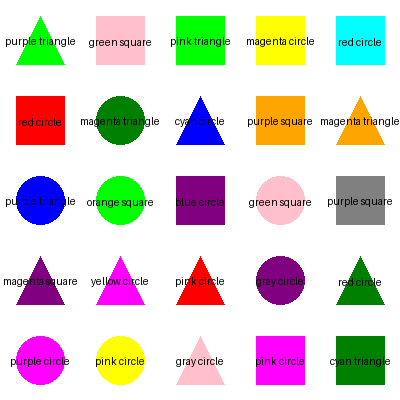 purple triangle green square pink triangle magenta circle red circle
red circle magenta triangle cyan circle purple square magenta triangle
purple triangle orange square blue circle green square purple square
magenta square yellow circle pink circle gray circle red circle
purple circle pink circle gray circle pink circle cyan triangle